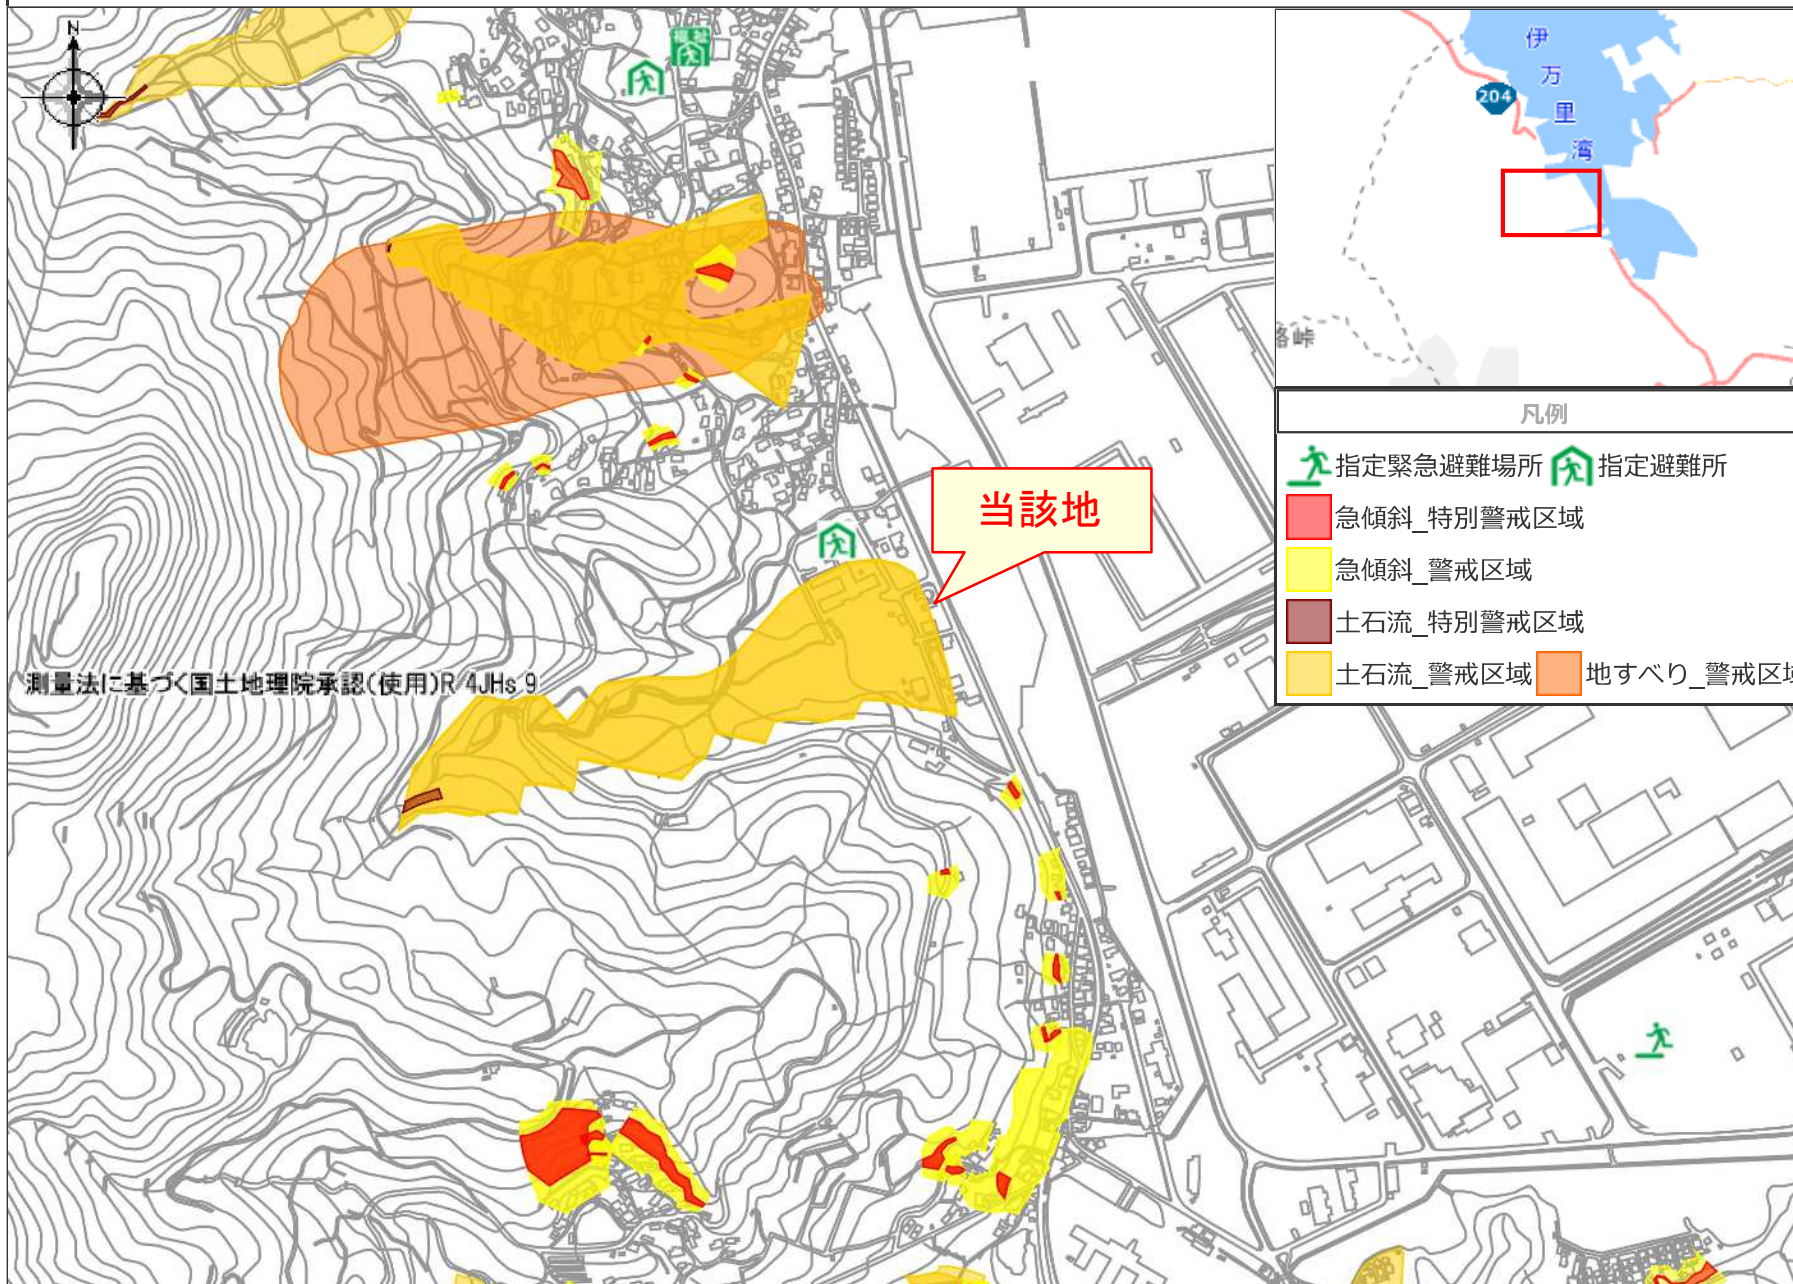 N
福祉
伊
万
里
湾
204
峠
凡例
指定緊急避難場所 指定避難所
急傾斜_特別警戒区域
急傾斜_警戒区域
土石流_特別警戒区域
土石流_警戒区域 地すべり_警戒区域
当該地
測量法に基づく国土地理院承認(使用)R 4JHs 9